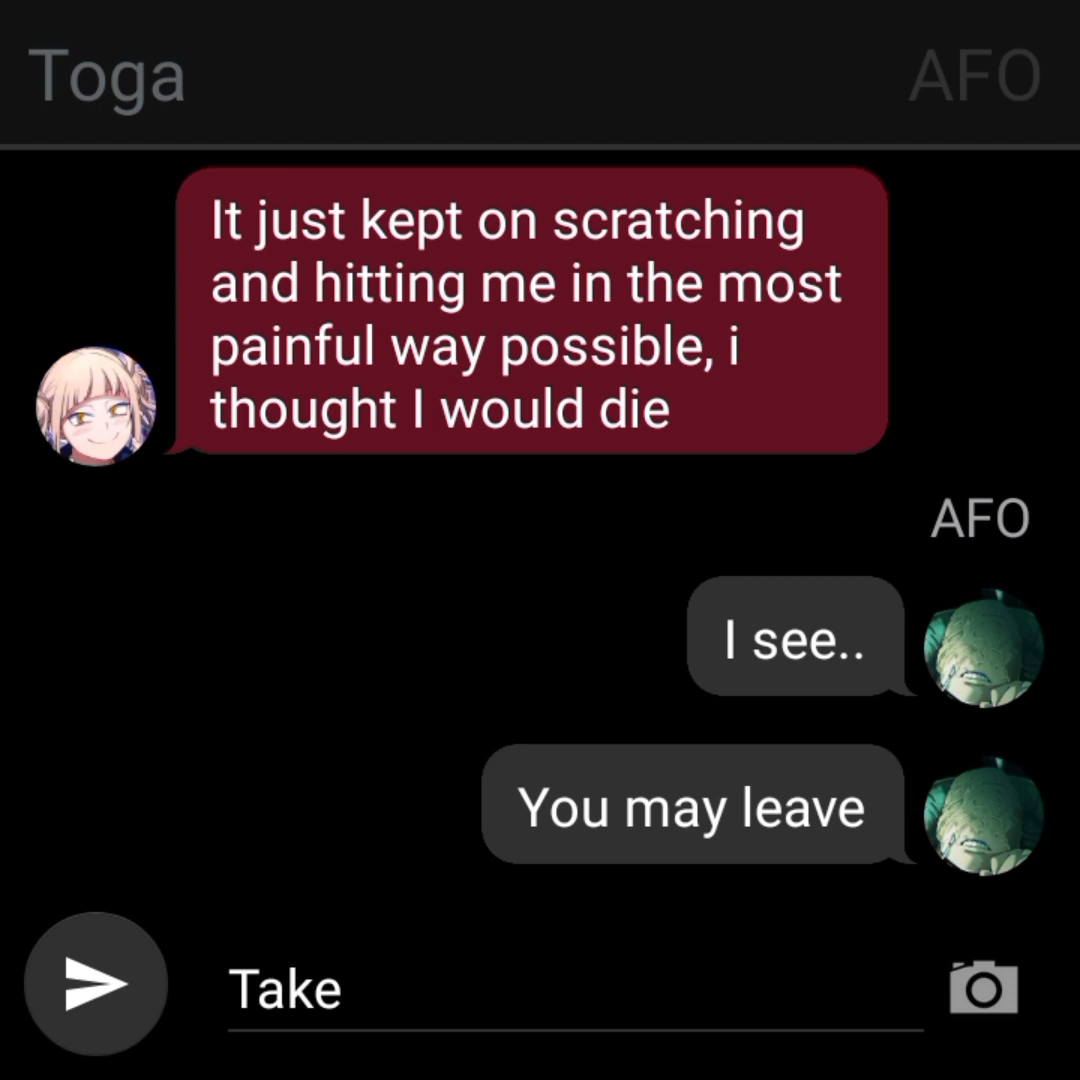 Toga
AFO
It just kept on scratching
and hitting me in the most
painful way possible, i
thought I would die
AFO
I see..
You may leave
Take